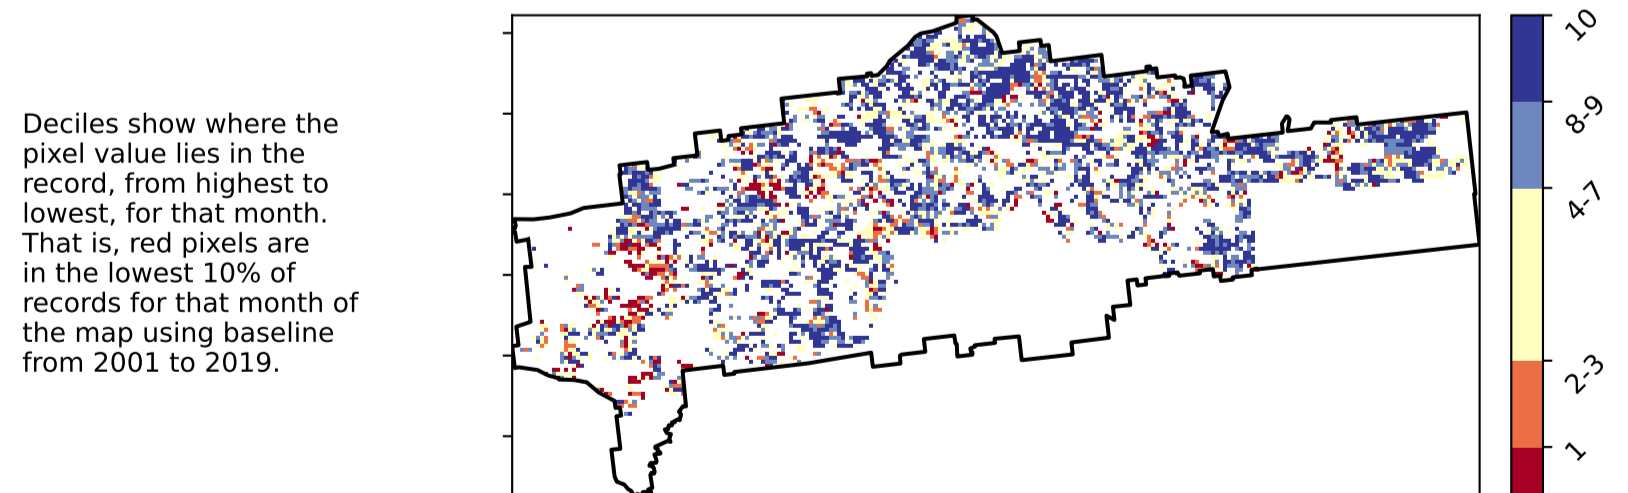 Deciles show where the
pixel value lies in the
record, from highest to
lowest, for that month.
That is, red pixels are
in the lowest 10% of
records for that month of
the map using baseline
from 2001 to 2019.
10
8-9
4-7
2-3
1